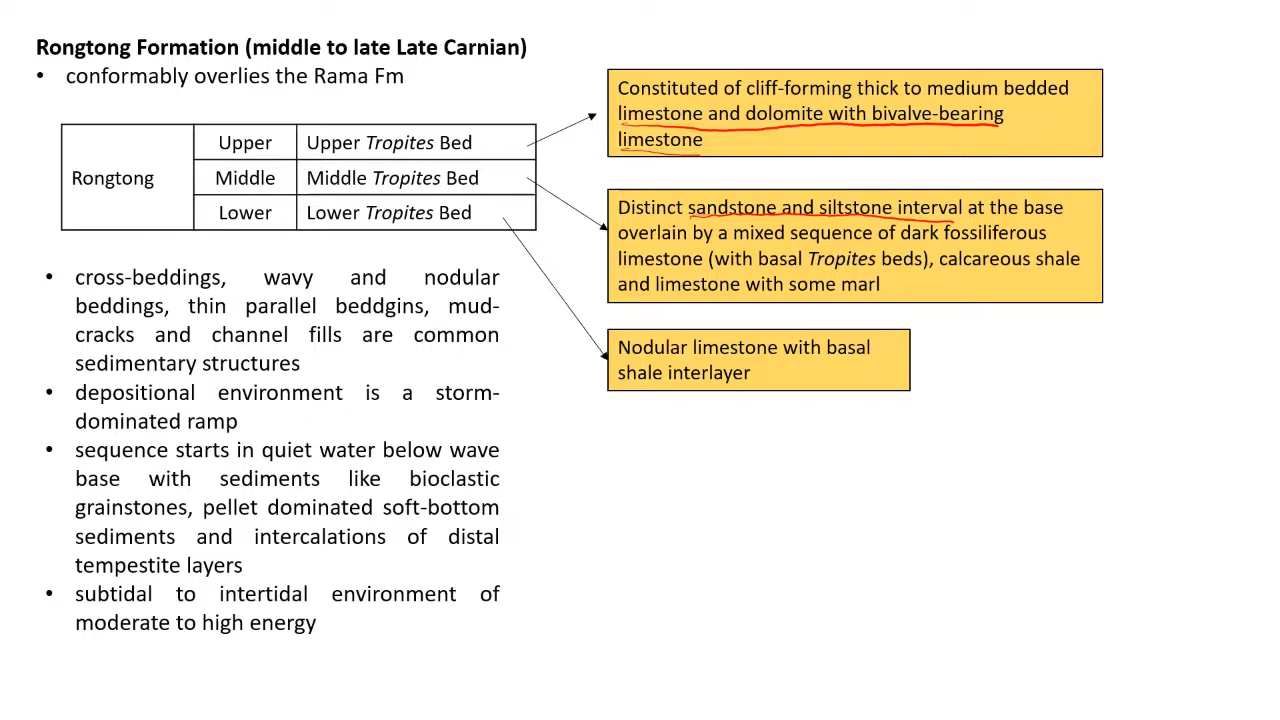 Rongtong Formation (middle to late Late Carnian)
• conformably overlies the Rama Fm
Rongtong
Upper
Upper Tropites Bed
Middle
Middle Tropites Bed
Lower
Lower Tropites Bed
Constituted of cliff-forming thick to medium bedded
limestone and dolomite with bivalve-bearing
limestone
Distinct sandstone and siltstone interval at the base
overlain by a mixed sequence of dark fossiliferous
limestone (with basal Tropites beds), calcareous shale
and limestone with some marl
Nodular limestone with basal
shale interlayer
• cross-beddings, wavy and nodular
beddings, thin parallel beddgins, mud-
cracks and channel fills are common
sedimentary structures
• depositional environment is a storm-
dominated ramp
• sequence starts in quiet water below wave
base with sediments like bioclastic
grainstones, pellet dominated soft-bottom
sediments and intercalations of distal
tempestite layers
• subtidal to intertidal environment of
moderate to high energy